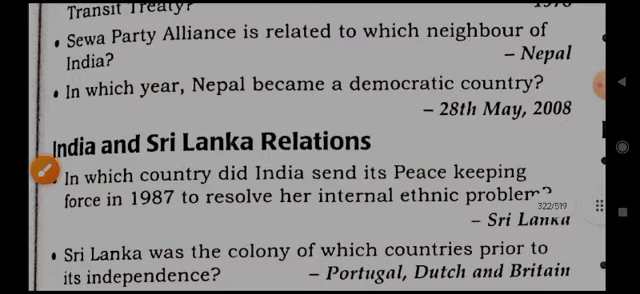 Transit Treaty?
• Sewa Party Alliance is related to which neighbour of
India? – Nepal
• In which year, Nepal became a democratic country?
– 28th May, 2008
India and Sri Lanka Relations
• In which country did India send its Peace keeping
force in 1987 to resolve her internal ethnic problem?
322/519
– Sri Lanka
• Sri Lanka was the colony of which countries prior to
its independence? – Portugal, Dutch and Britain